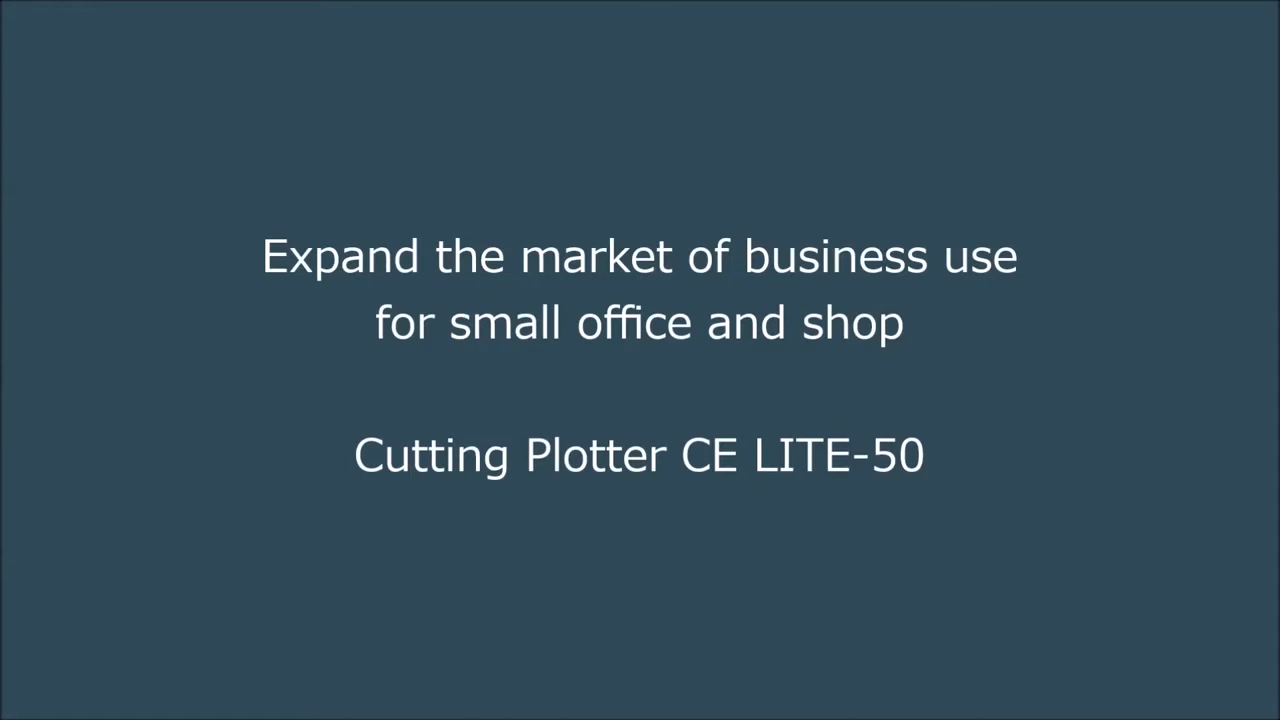 Expand the market of business use
for small office and shop
Cutting Plotter CE LITE-50